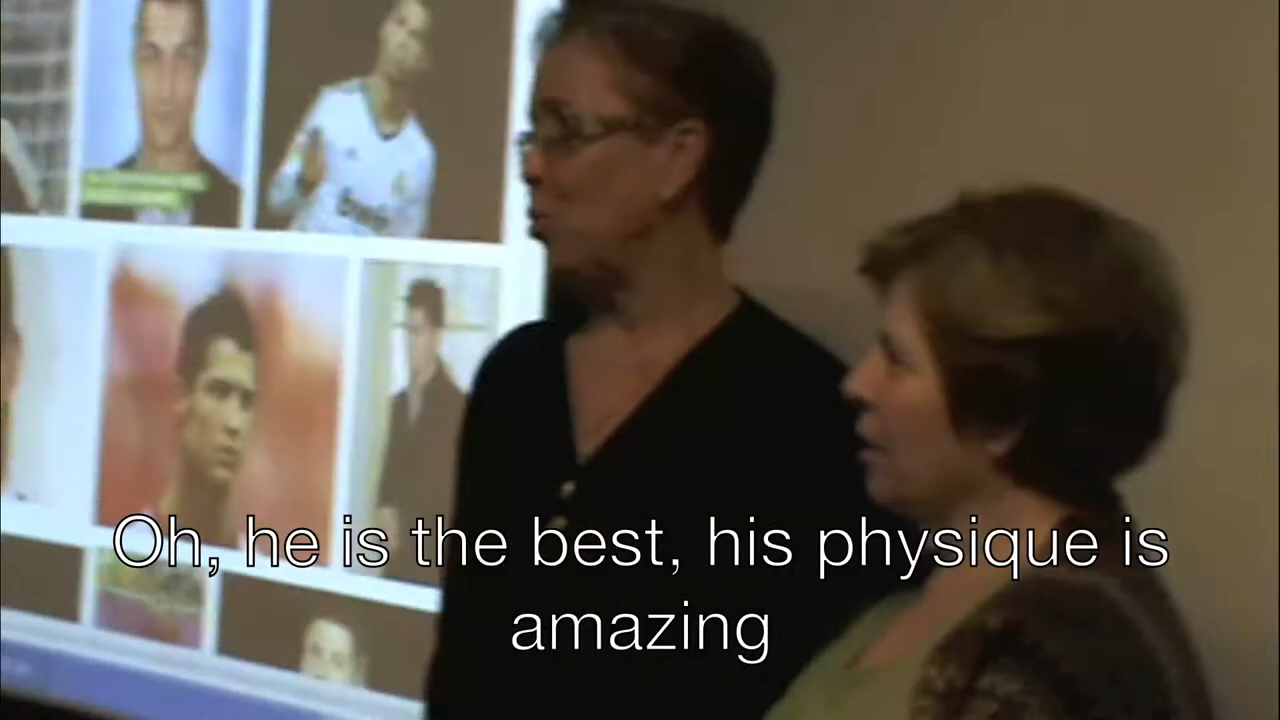 Oh, he is the best, his physique is
amazing